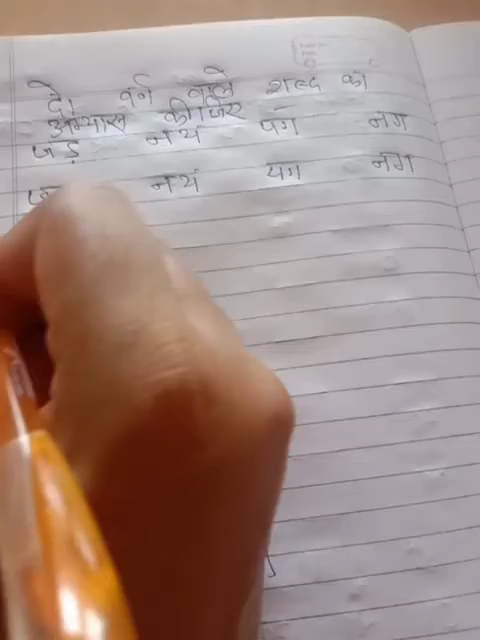 दो वर्ण वाले शब्द को
अभ्यास कीजिए
जड़ नथ पग नग
नथ पग नग